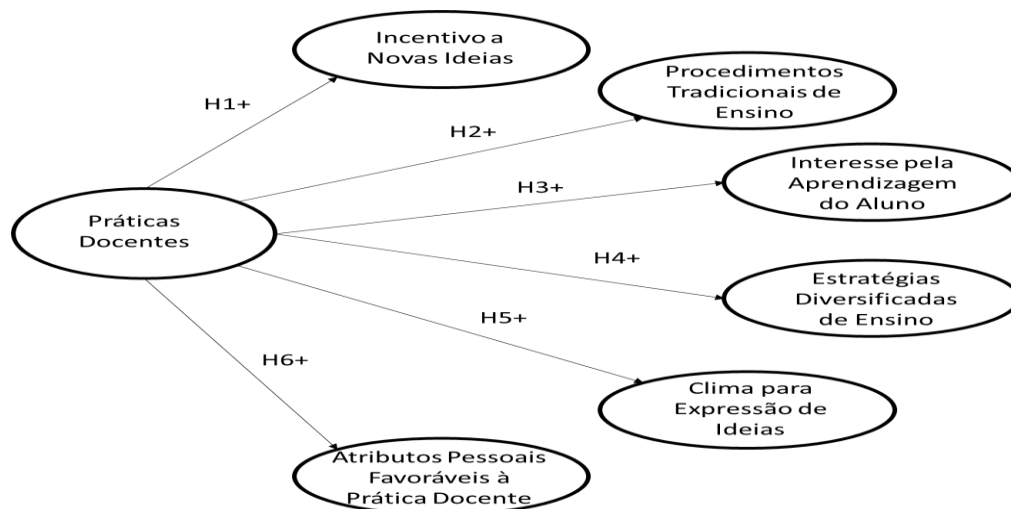 Incentivo a
Novas Ideias
Procedimentos
Tradicionais de
Ensino
H1+
H2+
Interesse pela
Aprendizagem
do Aluno
H3+
Práticas
Docentes
H4+
Estratégias
Diversificadas
de Ensino
H5+
H6+
Clima para
Expressão de
Ideias
Atributos Pessoais
Favoráveis à
Prática Docente